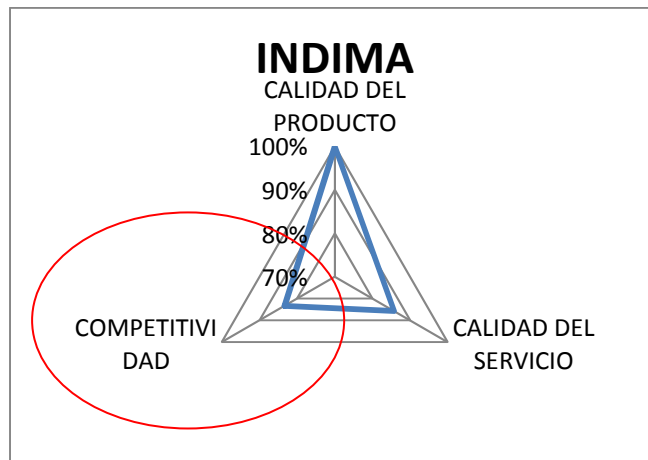 INDIMA
CALIDAD DEL
PRODUCTO
100%
90%
80%
70%
COMPETITIVI
DAD
CALIDAD DEL
SERVICIO